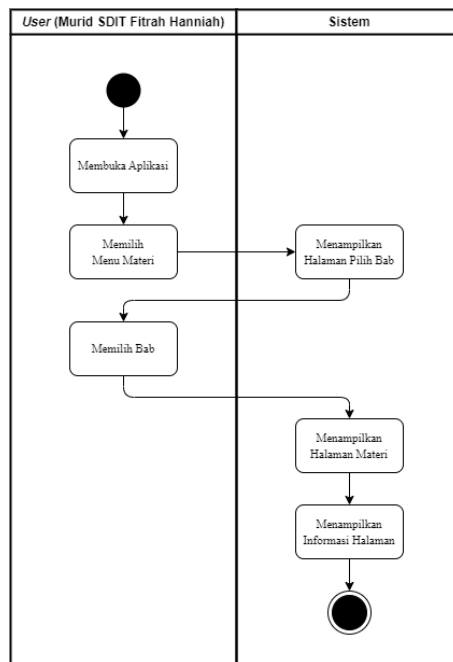 User (Murid SDIT Fitrah Hanniah)
Sistem
Membuka Aplikasi
Memilih
Menu Materi
Menampilkan
Halaman Pilih Bab
Memilih Bab
Menampilkan
Halaman Materi
Menampilkan
Informasi Halaman